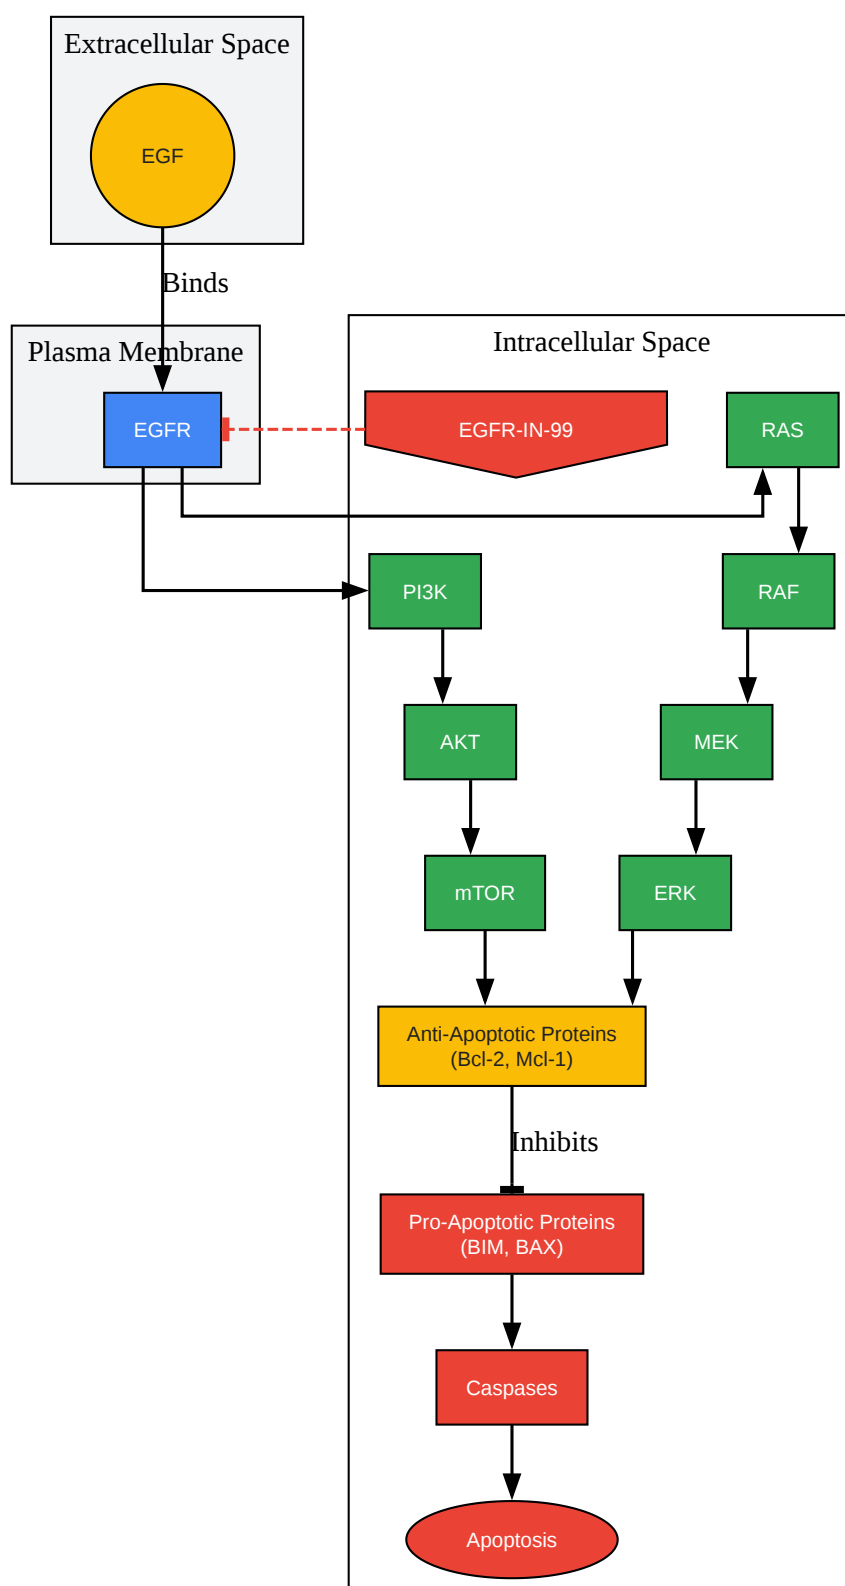 Extracellular Space
EGF
Binds
Plasma Membrane
Intracellular Space
EGFR
EGFR-IN-99
RAS
PI3K
RAF
AKT
MEK
mTOR
ERK
Anti-Apoptotic Proteins
(Bcl-2, Mcl-1)
Inhibits
Pro-Apoptotic Proteins
(BIM, BAX)
Caspases
Apoptosis